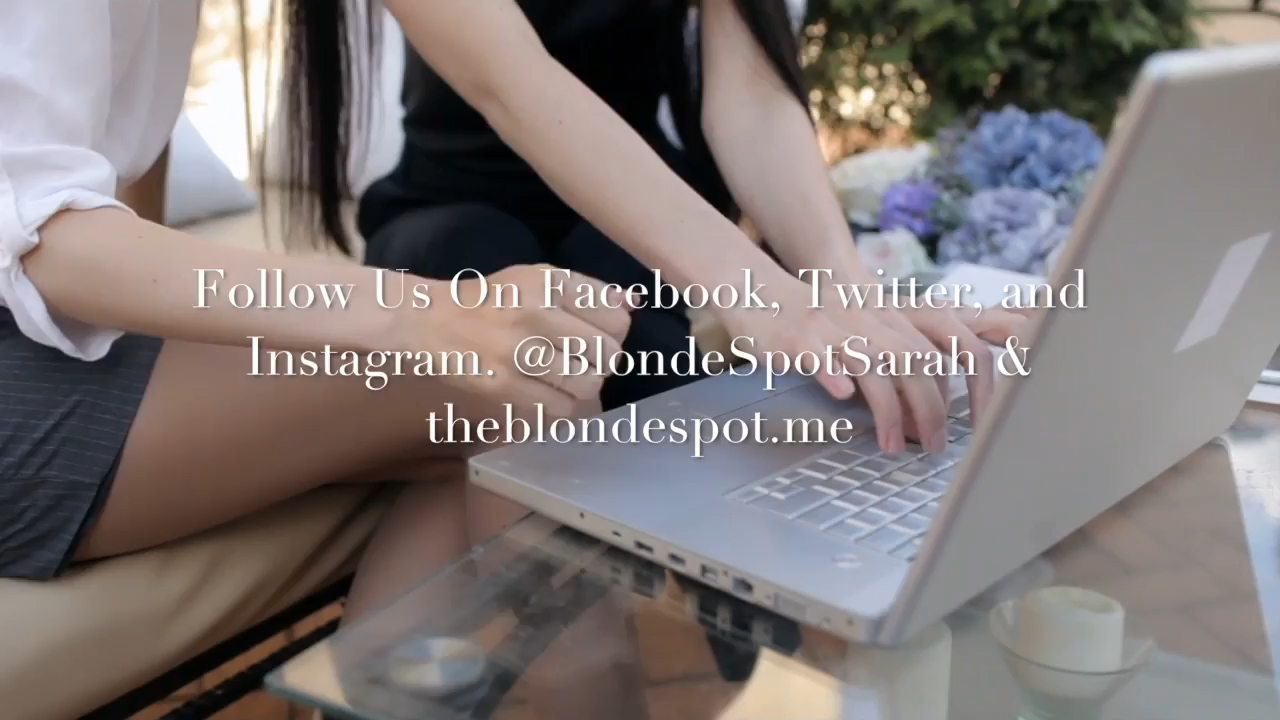 Follow Us On Facebook, Twitter, and
Instagram. @BlondeSpotSarah &
theblondespot.me